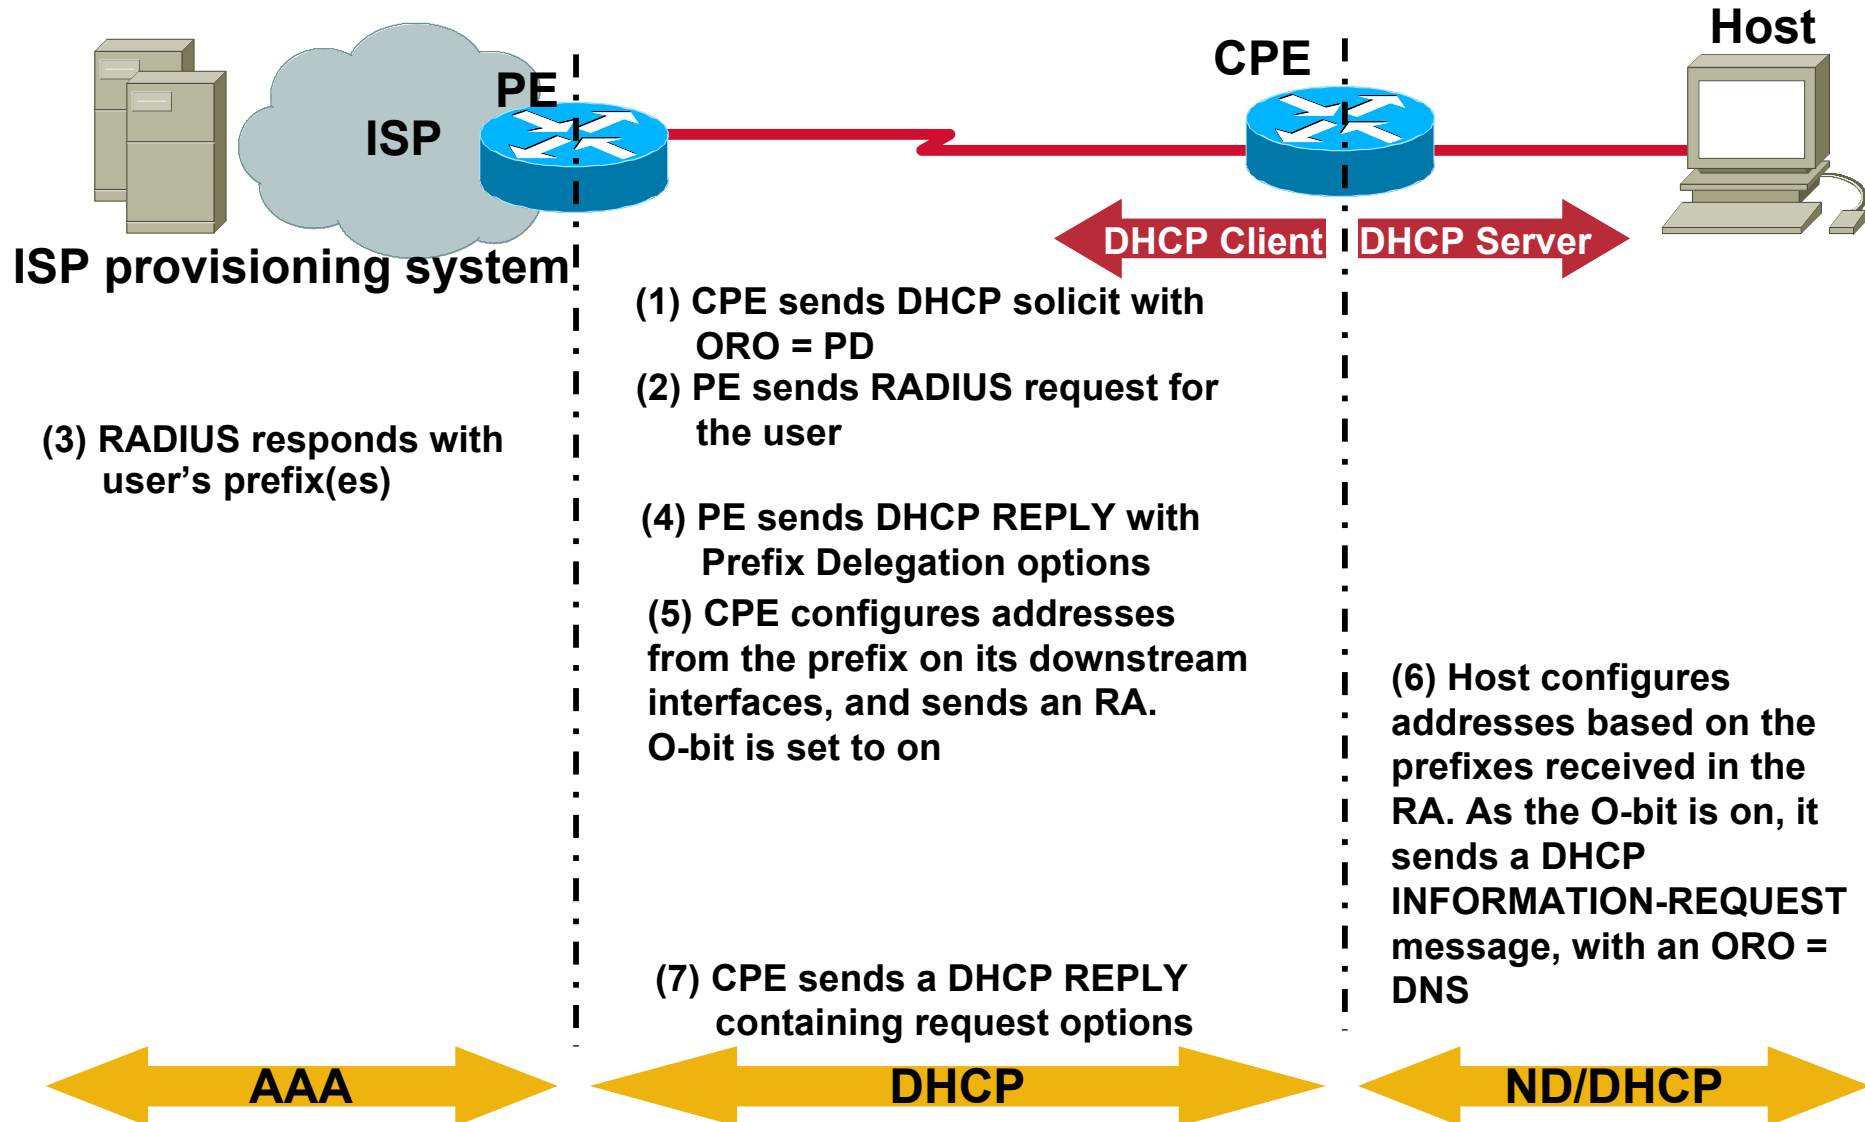 Host
CPE
PE
ISP
DHCP Client
DHCP Server
ISP provisioning system
(1) CPE sends DHCP solicit with
ORO = PD
(2) PE sends RADIUS request for
the user
(3) RADIUS responds with
user’s prefix(es)
(4) PE sends DHCP REPLY with
Prefix Delegation options
(5) CPE configures addresses
from the prefix on its downstream
interfaces, and sends an RA.
O-bit is set to on
(6) Host configures
addresses based on the
prefixes received in the
RA. As the O-bit is on, it
sends a DHCP
INFORMATION-REQUEST
message, with an ORO =
DNS
(7) CPE sends a DHCP REPLY
containing request options
AAA
DHCP
ND/DHCP